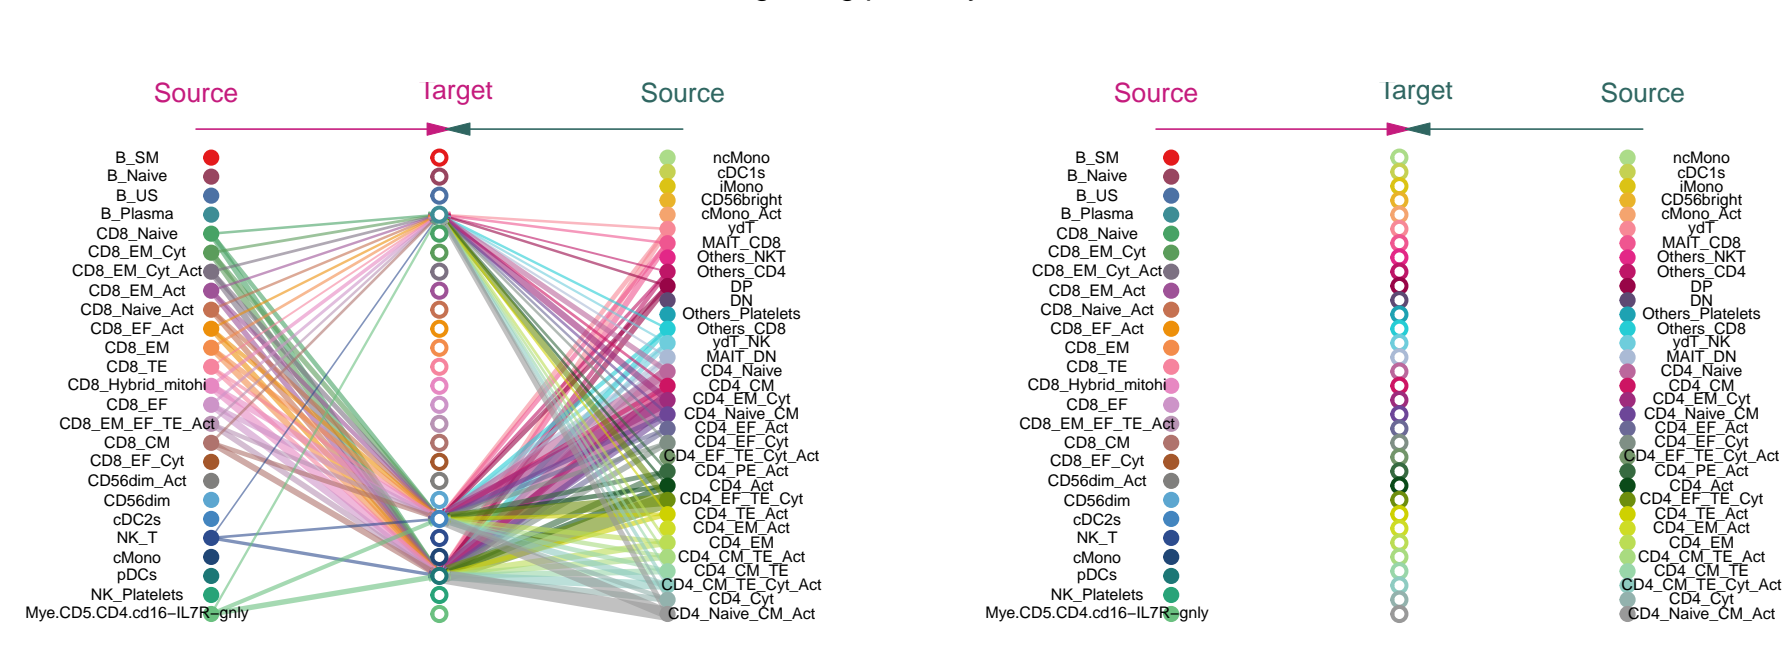 Source Target Source
B_SM
B_Naive
B_US
B_Plasma
CD8_Naive
CD8_EM_Cyt
CD8_EM_Cyt_Act
CD8_EM_Act
CD8_Naive_Act
CD8_EF_Act
CD8_EM
CD8_TE
CD8_Hybrid_mitohi
CD8_EF
CD8_EM_EF_TE_Act
CD8_CM
CD8_EF_Cyt
CD56dim_Act
CD56dim
cDC2s
NK_T
cMono
pDCs
NK_Platelets
Mye.CD5.CD4.cd16−IL7R−gnly
ncMono
cDC1s
iMono
CD56bright
cMono_Act
ydT
MAIT_CD8
Others_NKT
Others_CD4
DP
DN
Others_Platelets
Others_CD8
ydT_NK
MAIT_DN
CD4_Naive
CD4_CM
CD4_EM_Cyt
CD4_Naive_CM
CD4_EF_Act
CD4_EF_Cyt
CD4_EF_TE_Cyt_Act
CD4_PE_Act
CD4_Act
CD4_EF_TE_Cyt
CD4_TE_Act
CD4_EM_Act
CD4_EM
CD4_CM_TE_Act
CD4_CM_TE
CD4_CM_TE_Cyt_Act
CD4_Cyt
CD4_Naive_CM_Act
Source Target Source
B_SM
B_Naive
B_US
B_Plasma
CD8_Naive
CD8_EM_Cyt
CD8_EM_Cyt_Act
CD8_EM_Act
CD8_Naive_Act
CD8_EF_Act
CD8_EM
CD8_TE
CD8_Hybrid_mitohi
CD8_EF
CD8_EM_EF_TE_Act
CD8_CM
CD8_EF_Cyt
CD56dim_Act
CD56dim
cDC2s
NK_T
cMono
pDCs
NK_Platelets
Mye.CD5.CD4.cd16−IL7R−gnly
ncMono
cDC1s
iMono
CD56bright
cMono_Act
ydT
MAIT_CD8
Others_NKT
Others_CD4
DP
DN
Others_Platelets
Others_CD8
ydT_NK
MAIT_DN
CD4_Naive
CD4_CM
CD4_EM_Cyt
CD4_Naive_CM
CD4_EF_Act
CD4_EF_Cyt
CD4_EF_TE_Cyt_Act
CD4_PE_Act
CD4_Act
CD4_EF_TE_Cyt
CD4_TE_Act
CD4_EM_Act
CD4_EM
CD4_CM_TE_Act
CD4_CM_TE
CD4_CM_TE_Cyt_Act
CD4_Cyt
CD4_Naive_CM_Act